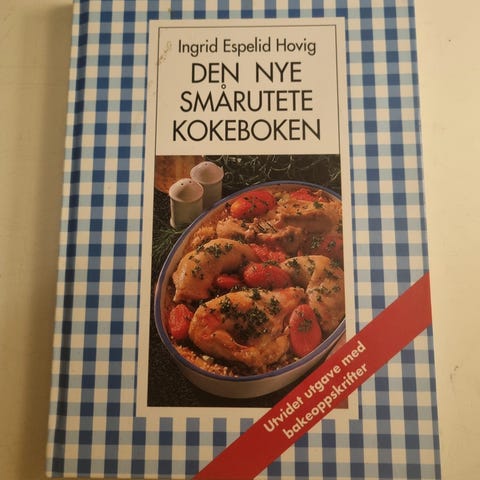 Ingrid Espelid Hovig
DEN NYE
SMÅRUTETE
KOKEBOKEN
Utvidet utgave med
bakeoppskrifter